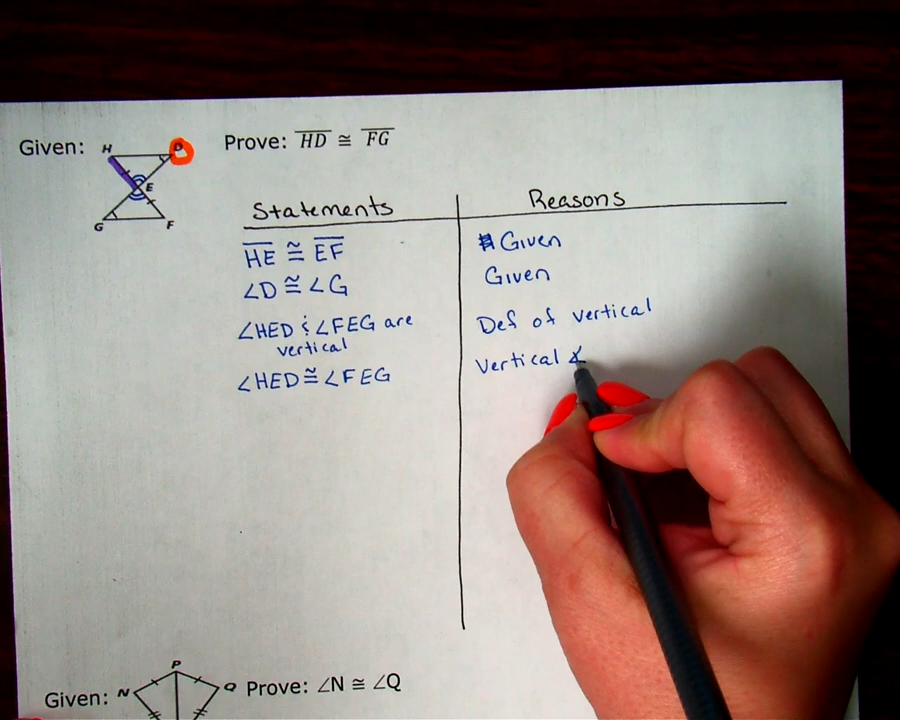 Given: H D Prove: HD ≅ FG
E
G F
Statements Reasons
HE ≅ EF Given
∠D ≅ ∠G Given
∠HED & ∠FEG are Def of vertical
vertical
∠HED ≅ ∠FEG Vertical ∡
P
Given: N Q Prove: ∠N ≅ ∠Q